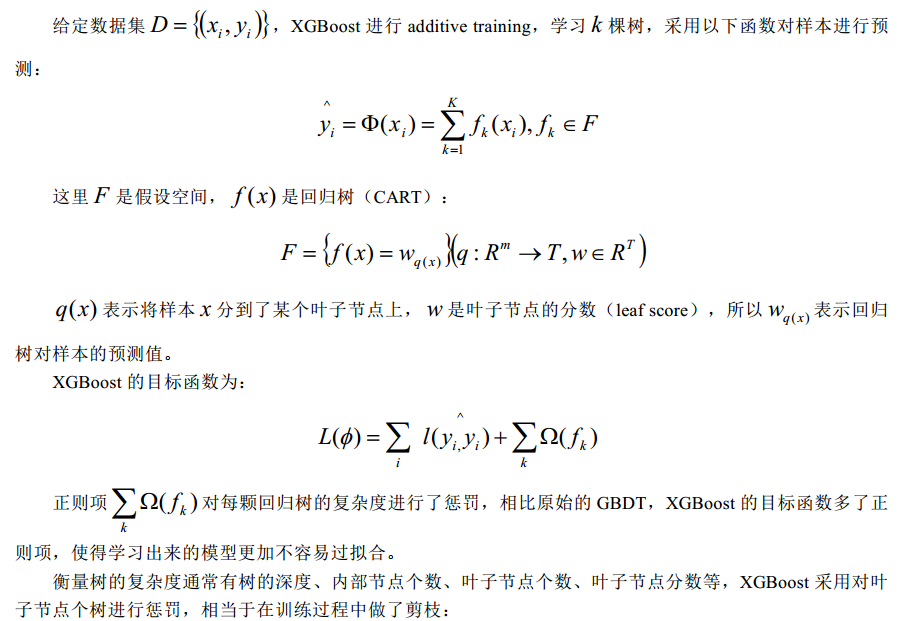 给定数据集 D = {(x_i, y_i)}，XGBoost 进行 additive training，学习 k 棵树，采用以下函数对样本进行预
测：
\hat{y_i} = Φ(x_i) = \sum_{k=1}^{K} f_k(x_i), f_k ∈ F
这里 F 是假设空间， f(x) 是回归树（CART）：
F = {f(x) = w_{q(x)}}(q : R^m → T, w ∈ R^T)
q(x) 表示将样本 x 分到了某个叶子节点上， w 是叶子节点的分数（leaf score），所以 w_{q(x)} 表示回归
树对样本的预测值。
XGBoost 的目标函数为：
L(ϕ) = \sum_i l(\hat{y_{i,}y_i}) + \sum_k Ω(f_k)
正则项 \sum_k Ω(f_k) 对每颗回归树的复杂度进行了惩罚，相比原始的 GBDT，XGBoost 的目标函数多了正
则项，使得学习出来的模型更加不容易过拟合。
衡量树的复杂度通常有树的深度、内部节点个数、叶子节点个数、叶子节点分数等，XGBoost 采用对叶
子节点个树进行惩罚，相当于在训练过程中做了剪枝：